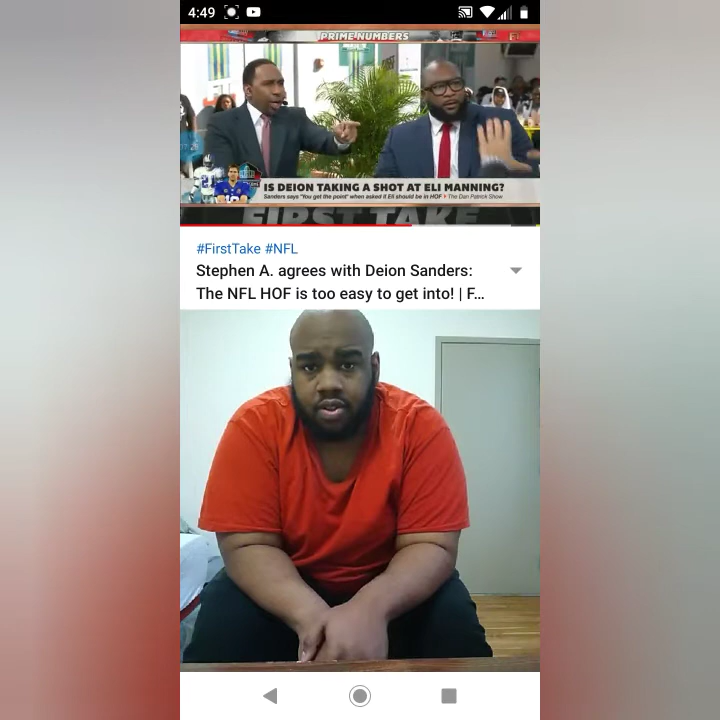 4:49
PRIME NUMBERS
IS DEION TAKING A SHOT AT ELI MANNING?
Sanders says "You get the point" when asked if Eli should be in HOF • The Dan Patrick Show
FIRST TAKE
#FirstTake #NFL
Stephen A. agrees with Deion Sanders:
The NFL HOF is too easy to get into! | F...